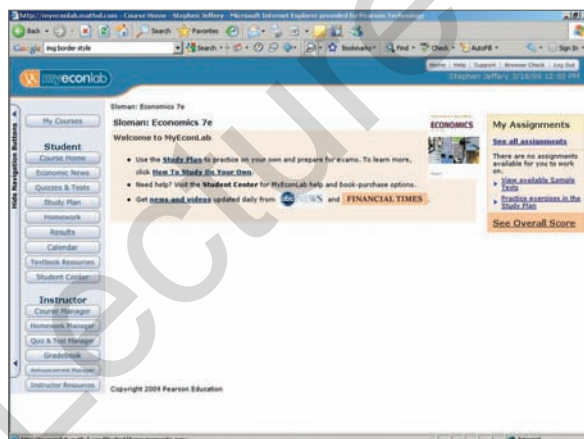 http://myeconlab.mathxl.com - Course Home - Stephen Jeffery - Microsoft Internet Explorer provided by Pearson Technology
Back
Search
Favorites
Google
img border style
Search
Bookmarks
Find
Check
AutoFill
Sign In
Home | Help | Support | Browser Check | Log Out
myeconlab
Stephen Jeffery 3/19/09 12:02 PM
Hide Navigation Buttons
My Courses
Student
Course Home
Economic News
Quizzes & Tests
Study Plan
Homework
Results
Calendar
Textbook Resources
Student Center
Instructor
Course Manager
Homework Manager
Quiz & Test Manager
Gradebook
Announcement Manager
Instructor Resources
Sloman: Economics 7e
Sloman: Economics 7e
Welcome to MyEconLab
• Use the Study Plan to practice on your own and prepare for exams. To learn more,
click How To Study On Your Own.
• Need help? Visit the Student Center for MyEconLab help and book-purchase options.
• Get news and videos updated daily from abc NEWS and FINANCIAL TIMES.
ECONOMICS
My Assignments
See all assignments
There are no assignments
available for you to work
on.
View available Sample
Tests
Practice exercises in the
Study Plan
See Overall Score
Copyright 2009 Pearson Education
Internet
Lecture